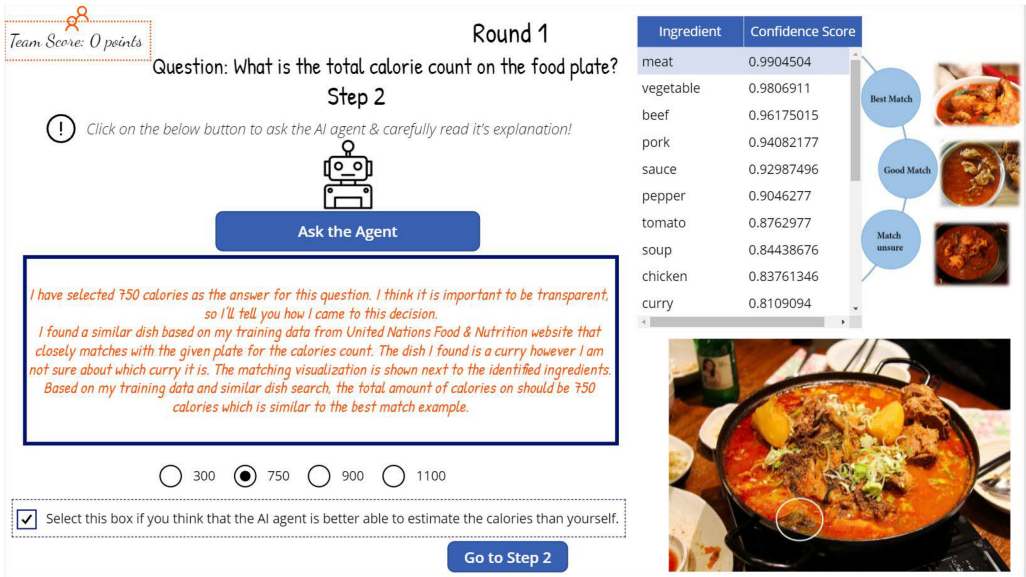 Team Score: 0 points
Round 1
Question: What is the total calorie count on the food plate?
Step 2
! Click on the below button to ask the AI agent & carefully read it's explanation!
Ask the Agent
I have selected 750 calories as the answer for this question. I think it is important to be transparent,
so I'll tell you how I came to this decision.
I found a similar dish based on my training data from United Nations Food & Nutrition website that
closely matches with the given plate for the calories count. The dish I found is a curry however I am
not sure about which curry it is. The matching visualization is shown next to the identified ingredients.
Based on my training data and similar dish search, the total amount of calories on should be 750
calories which is similar to the best match example.
300 750 900 1100
Select this box if you think that the AI agent is better able to estimate the calories than yourself.
Go to Step 2
Ingredient Confidence Score
meat 0.9904504
vegetable 0.9806911
beef 0.96175015
pork 0.94082177
sauce 0.92987496
pepper 0.9046277
tomato 0.8762977
soup 0.84438676
chicken 0.83761346
curry 0.8109094
Best Match
Good Match
Match
unsure